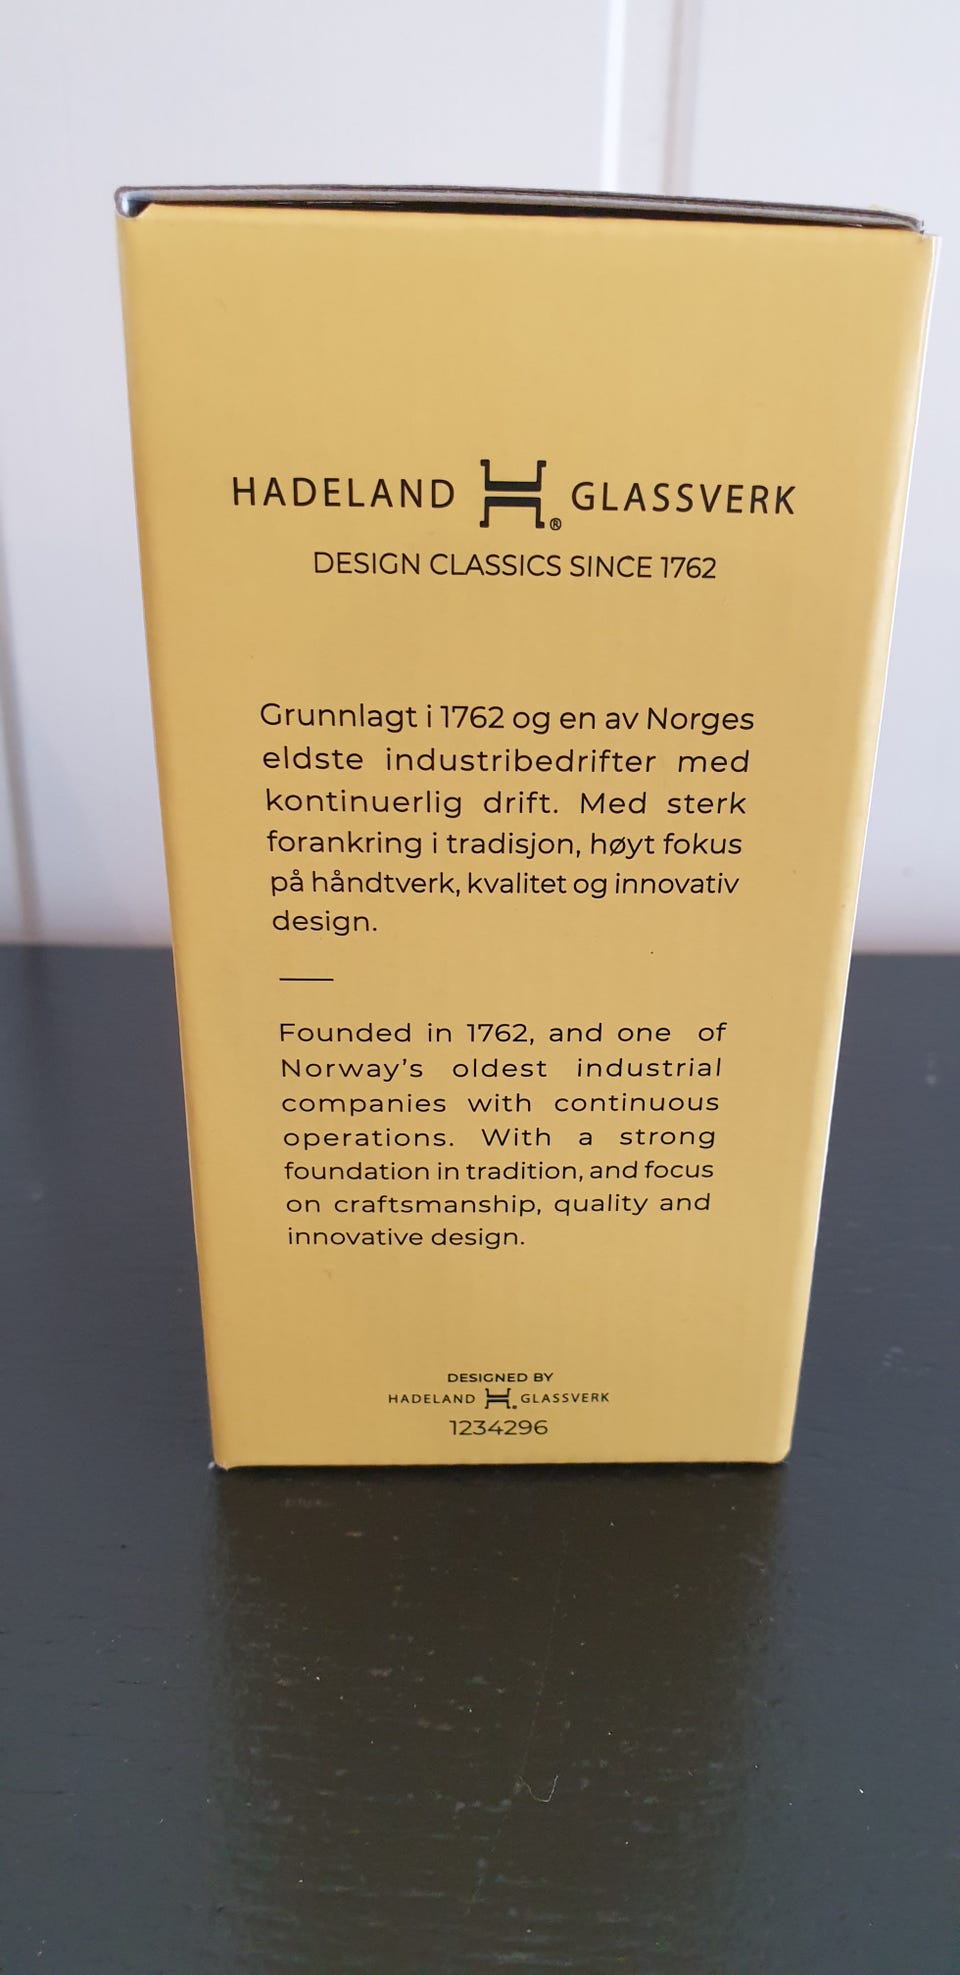 HADELAND H® GLASSVERK
DESIGN CLASSICS SINCE 1762
Grunnlagt i 1762 og en av Norges
eldste industribedrifter med
kontinuerlig drift. Med sterk
forankring i tradisjon, høyt fokus
på håndtverk, kvalitet og innovativ
design.
Founded in 1762, and one of
Norway's oldest industrial
companies with continuous
operations. With a strong
foundation in tradition, and focus
on craftsmanship, quality and
innovative design.
DESIGNED BY
HADELAND H GLASSVERK
1234296